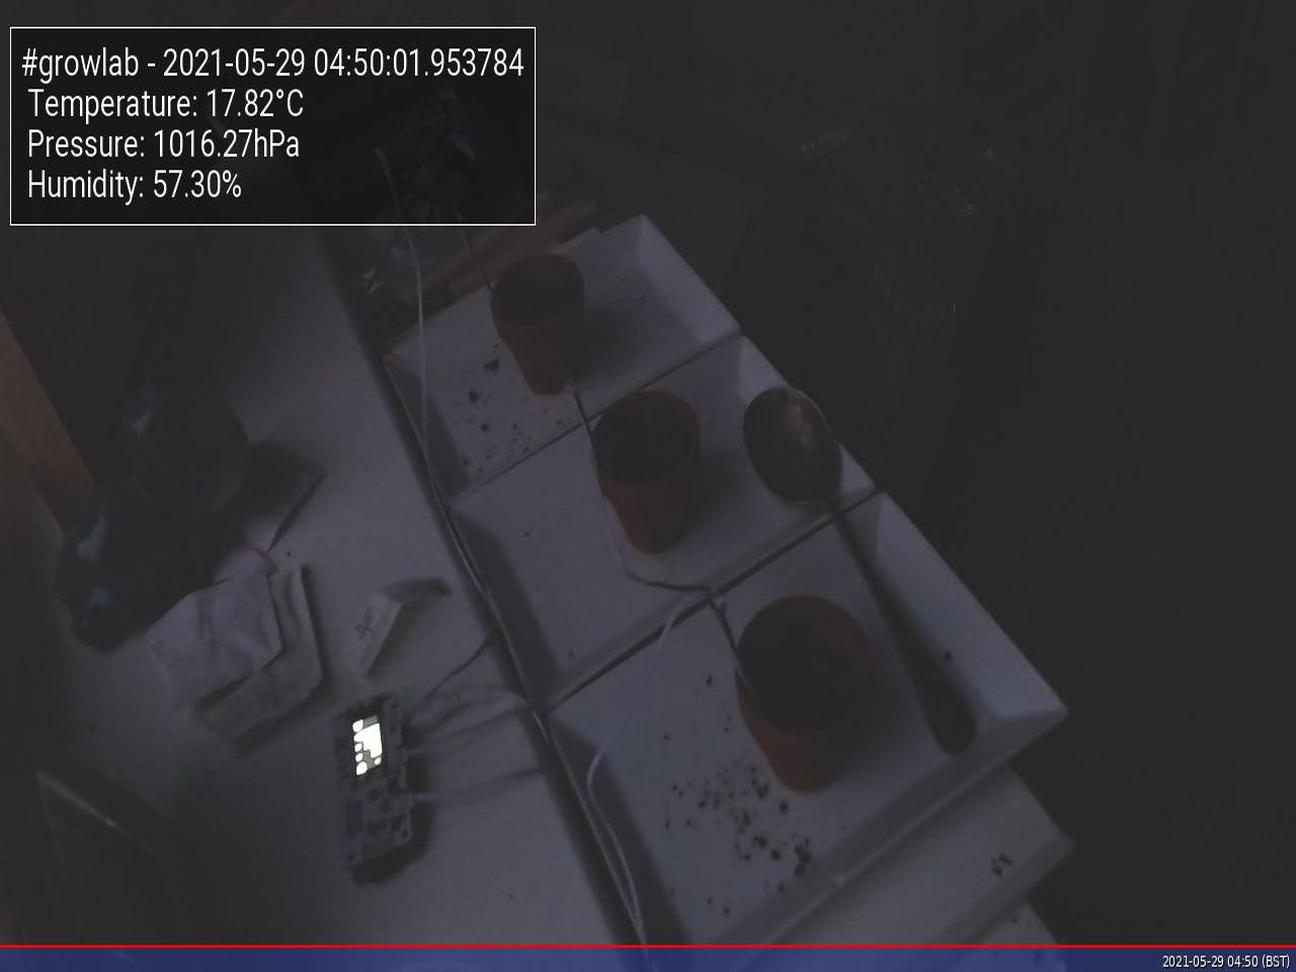 #growlab - 2021-05-29 04:50:01.953784
Temperature: 17.82°C
Pressure: 1016.27hPa
Humidity: 57.30%
2021-05-29 04:50 (BST)